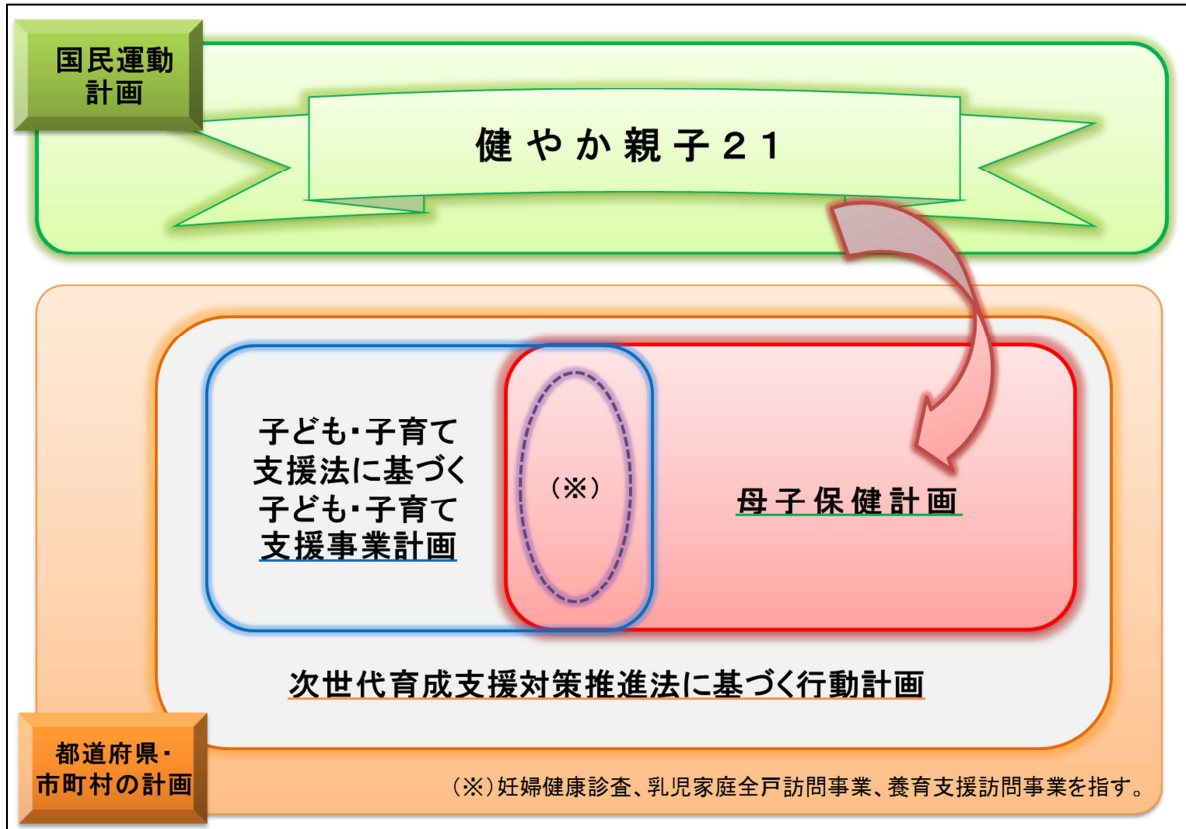 国民運動
計画
健やか親子２１
子ども・子育て
支援法に基づく
子ども・子育て
支援事業計画
（※）
母子保健計画
次世代育成支援対策推進法に基づく行動計画
都道府県・
市町村の計画
（※）妊婦健康診査、乳児家庭全戸訪問事業、養育支援訪問事業を指す。